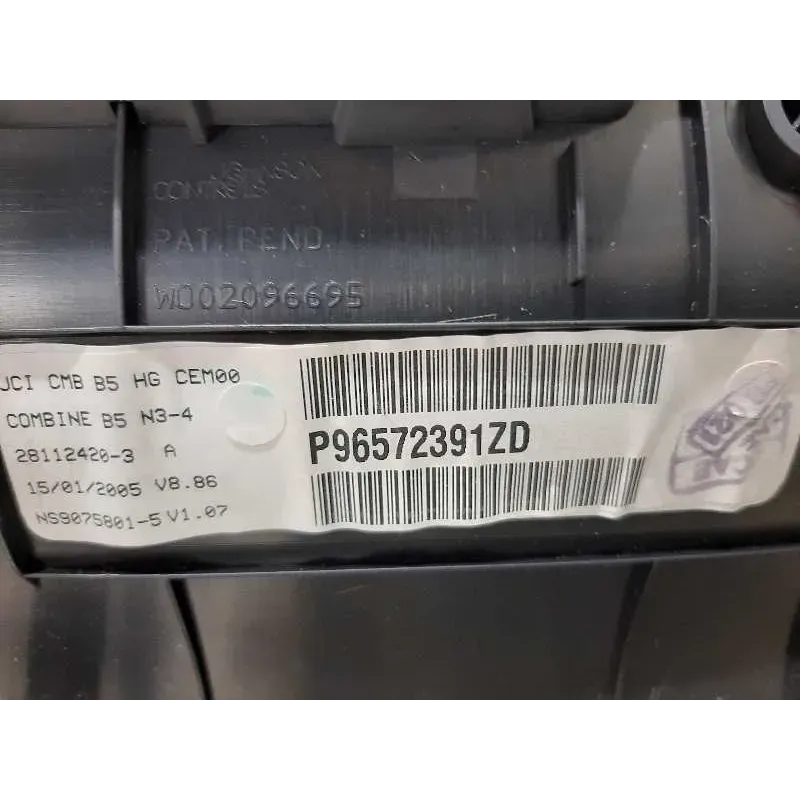 JOHNSON
CONTROLS
PAT. PEND.
WO02096695
JCI CMB B5 HG CEM00
COMBINE B5 N3-4
28112420-3 A
15/01/2005 V8.86
NS9075801-5 V1.07
P96572391ZD